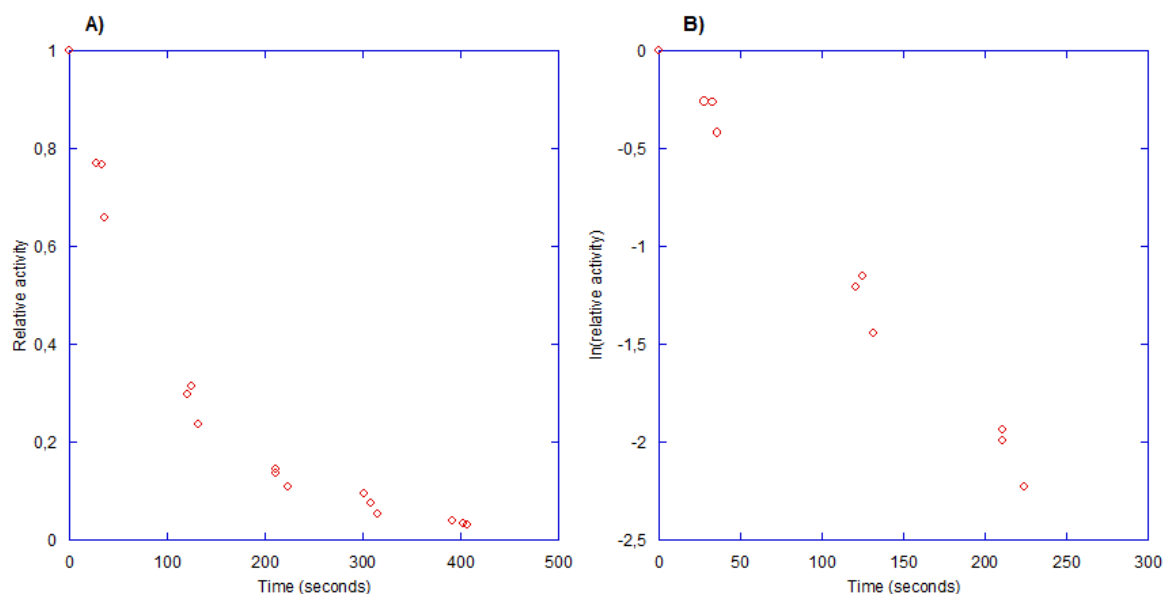 A)
1
0,8
0,6
0,4
0,2
0
0 100 200 300 400 500
Relative activity
Time (seconds)
B)
0
-0,5
-1
-1,5
-2
-2,5
0 50 100 150 200 250 300
ln(relative activity)
Time (seconds)